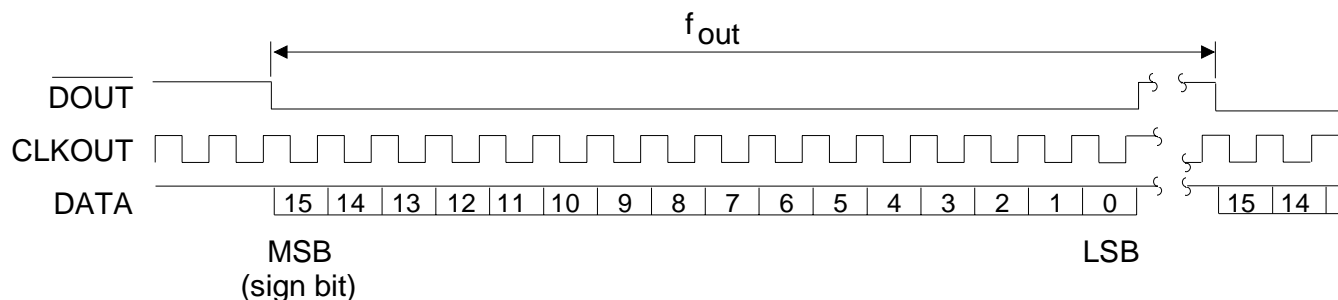 f out
DOUT
CLKOUT
DATA
15 14 13 12 11 10 9 8 7 6 5 4 3 2 1 0 15 14
MSB LSB
(sign bit)